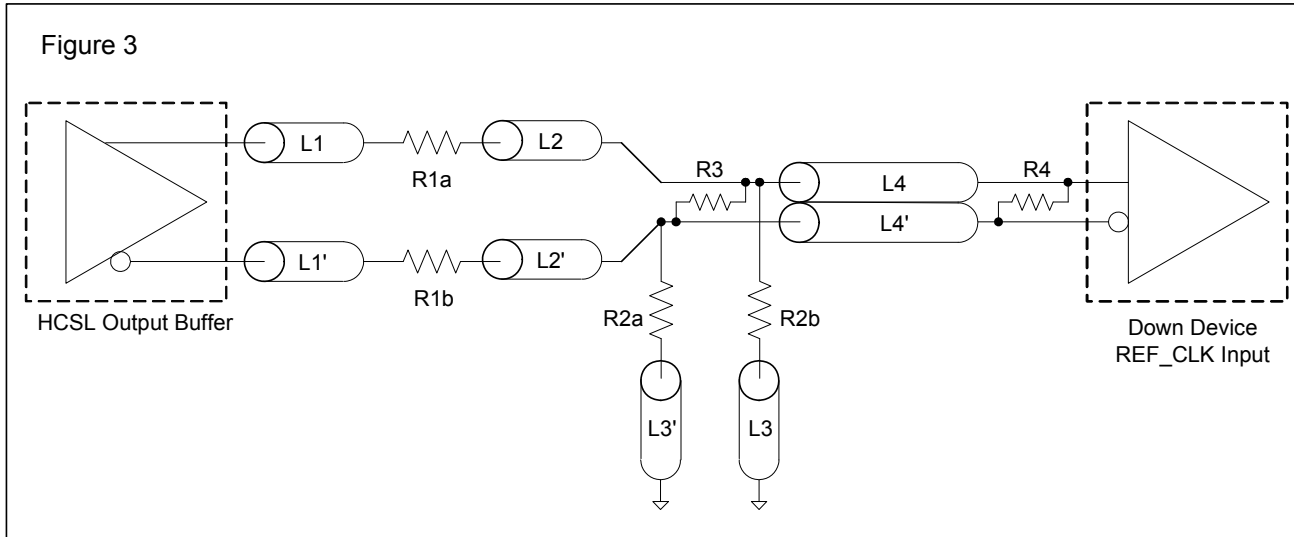 Figure 3
L1
R1a
L2
R3
L4
R4
L1'
R1b
L2'
L4'
HCSL Output Buffer
R2a
R2b
Down Device
REF_CLK Input
L3'
L3